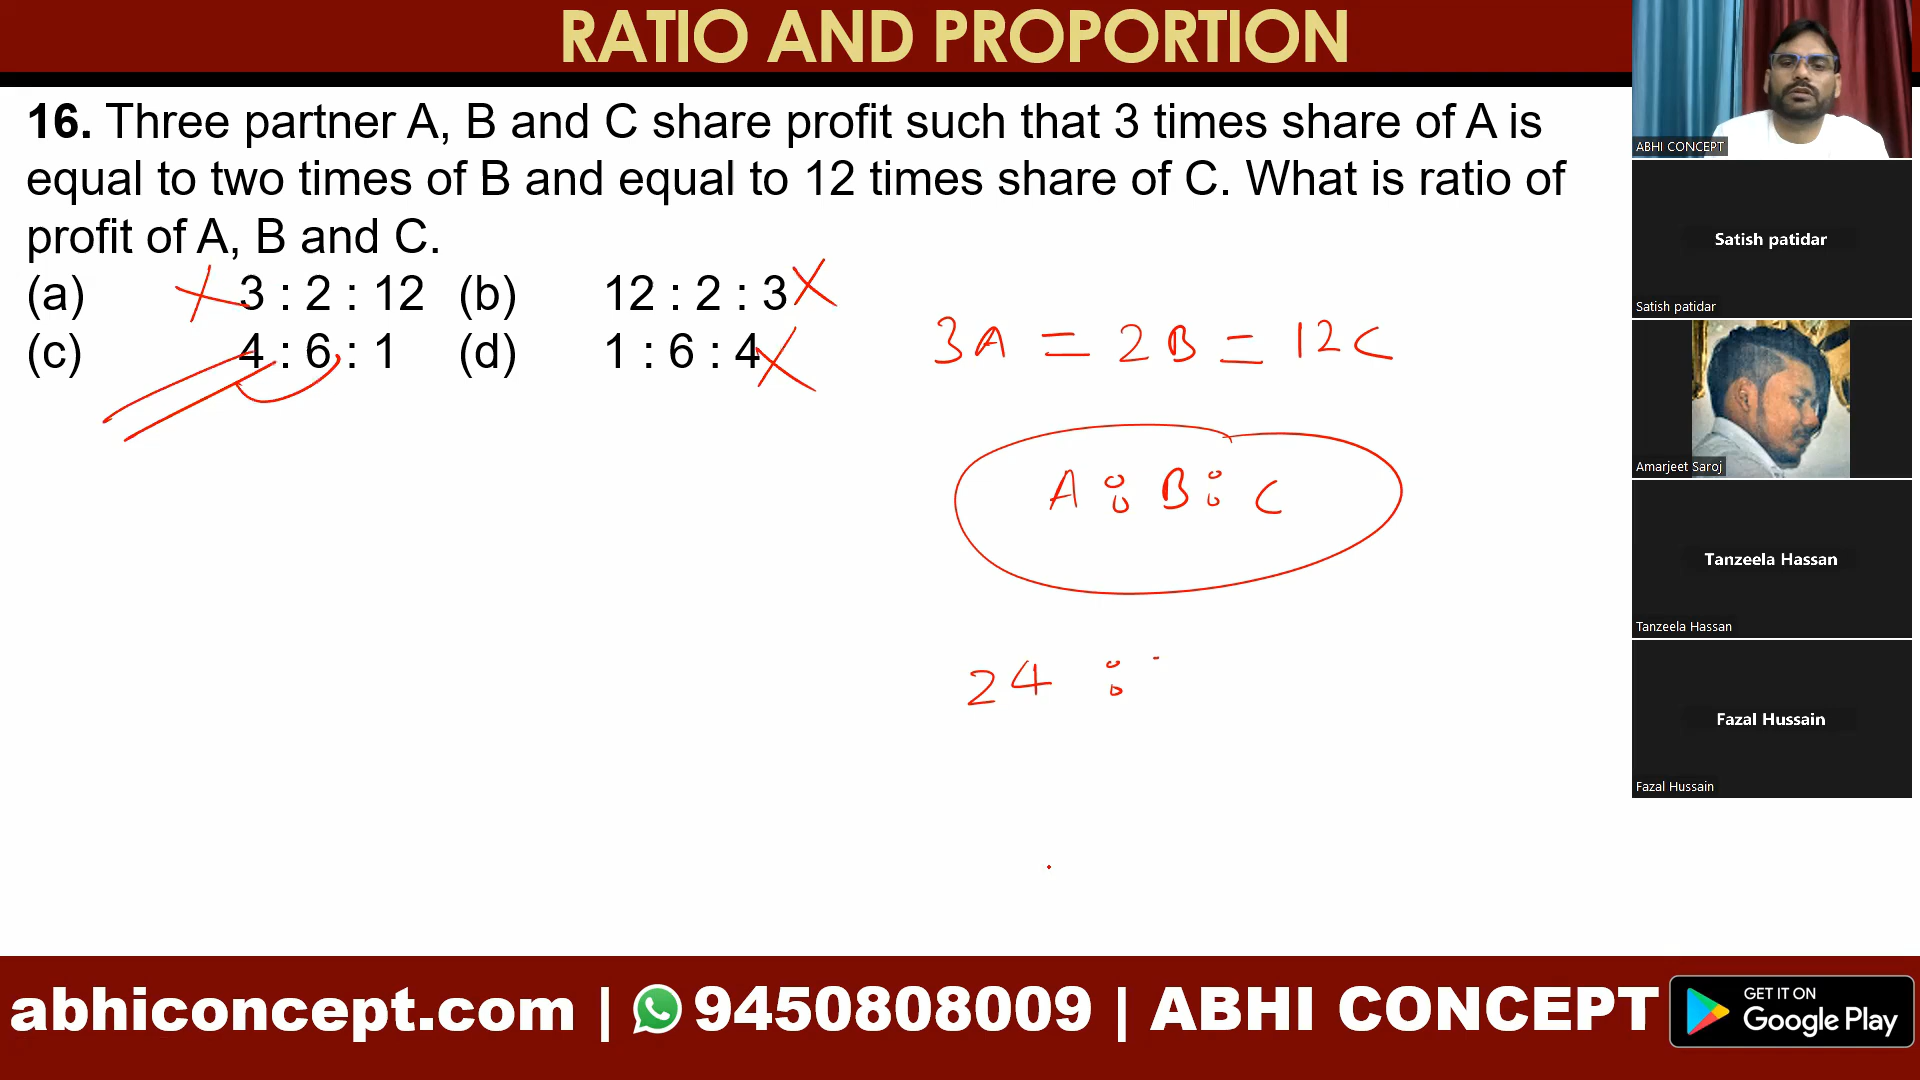 RATIO AND PROPORTION
16. Three partner A, B and C share profit such that 3 times share of A is
equal to two times of B and equal to 12 times share of C. What is ratio of
profit of A, B and C.
(a) 3 : 2 : 12 (b) 12 : 2 : 3
(c) 4 : 6 : 1 (d) 1 : 6 : 4
3A = 2B = 12C
A : B : C
24 :
ABHI CONCEPT
Satish patidar
Satish patidar
Amarjeet Saroj
Tanzeela Hassan
Tanzeela Hassan
Fazal Hussain
Fazal Hussain
abhiconcept.com | 9450808009 | ABHI CONCEPT
GET IT ON
Google Play